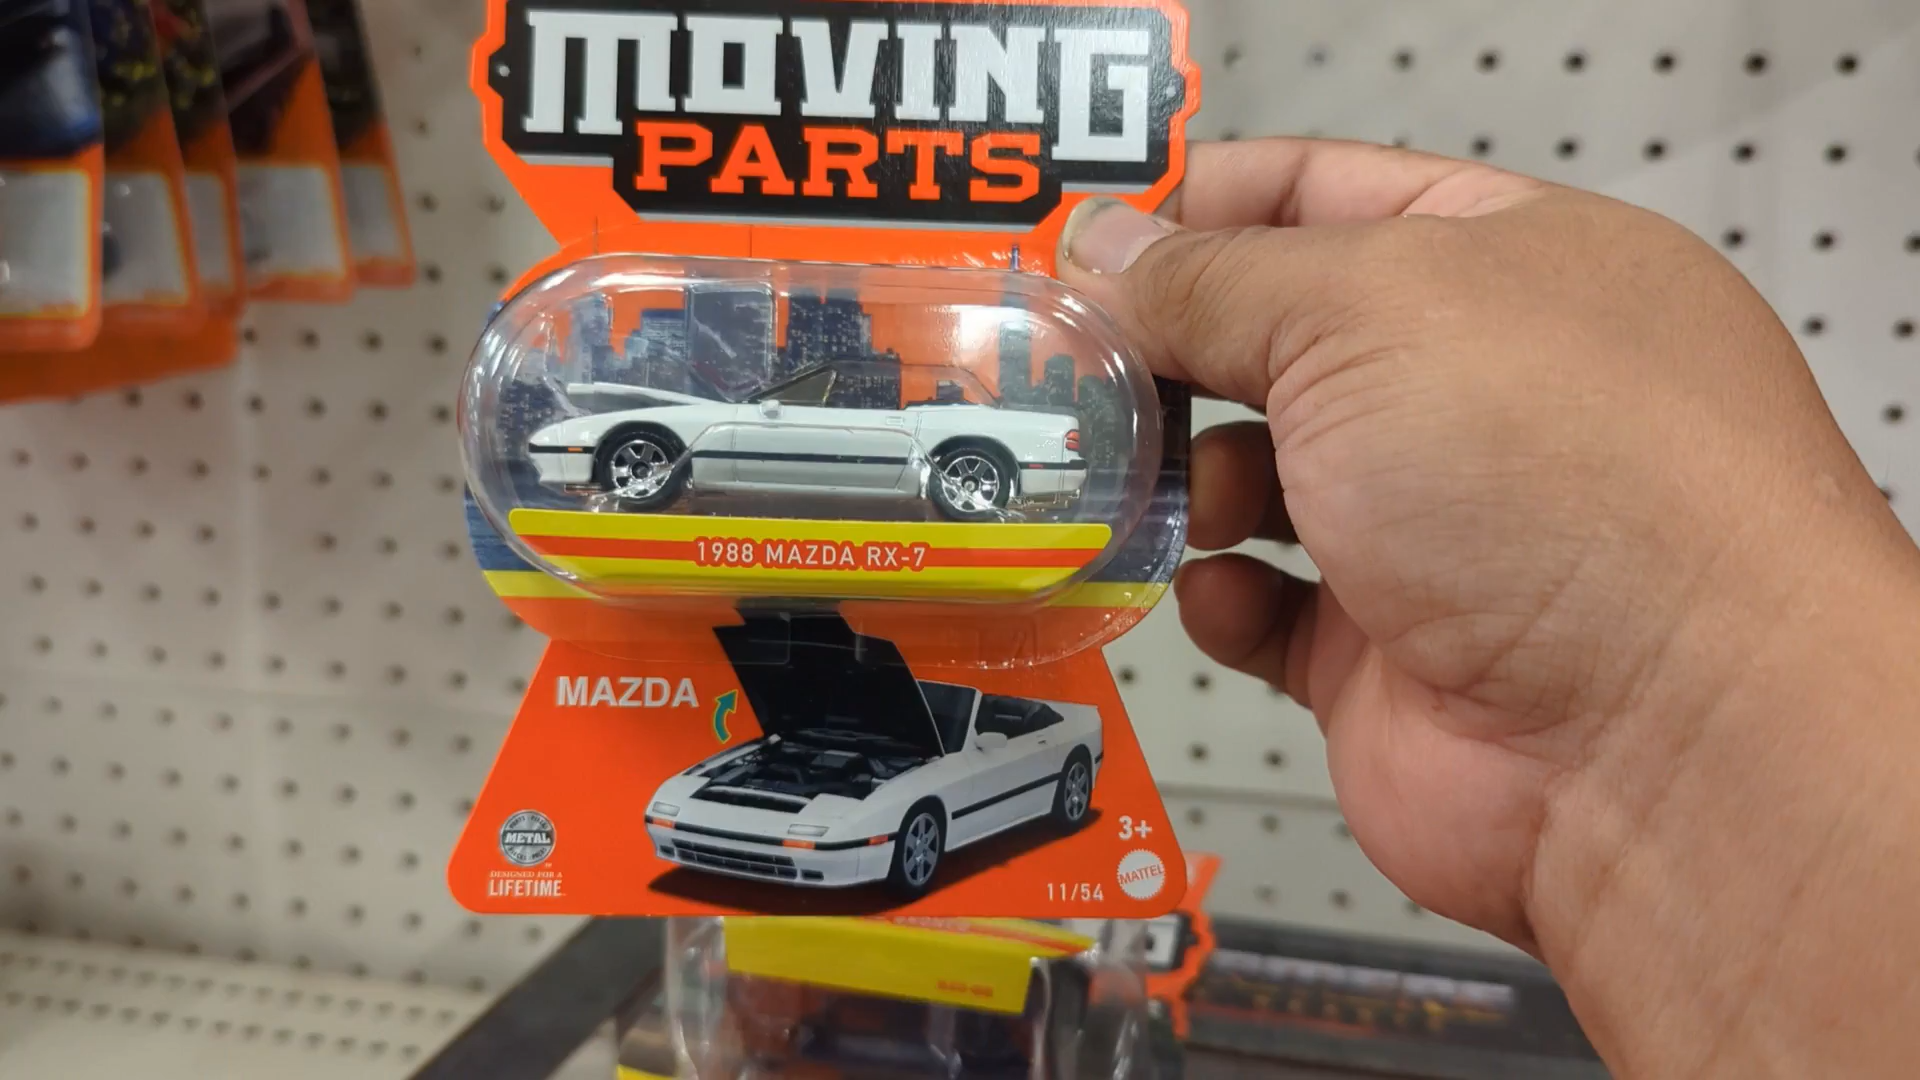 MOVING
PARTS
1988 MAZDA RX-7
MAZDA
METAL
DESIGNED FOR A
LIFETIME
3+
MATTEL
11/54